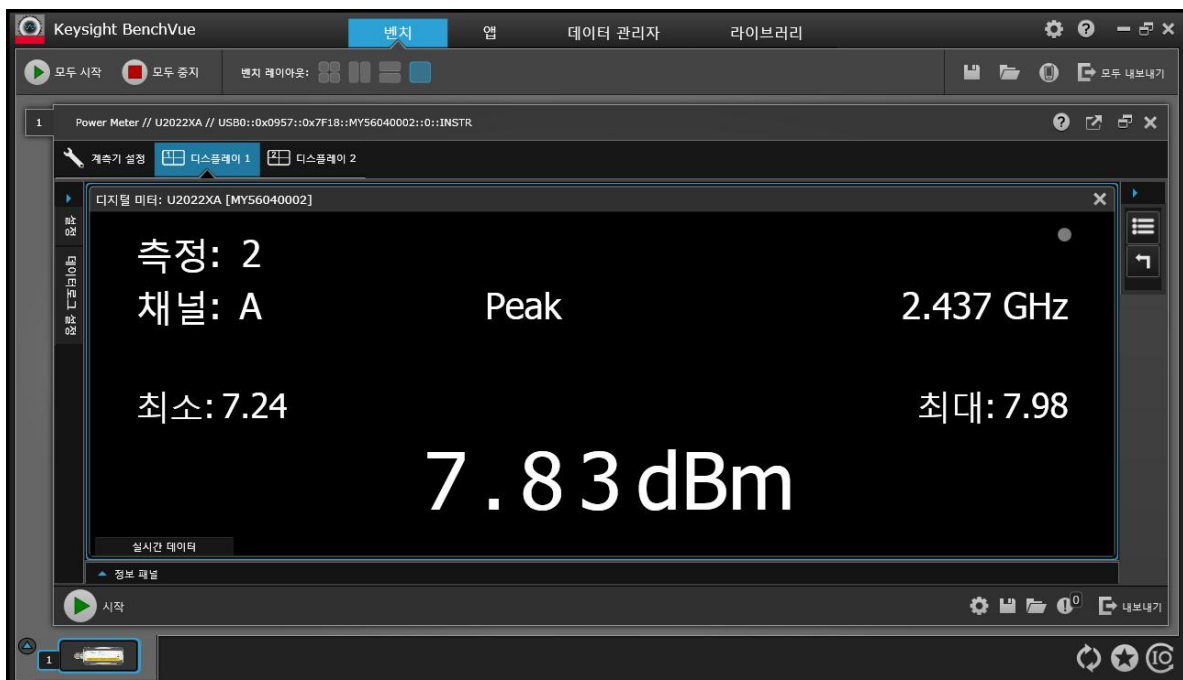 Keysight BenchVue 벤치 앱 데이터 관리자 라이브러리
모두 시작 모두 중지 벤치 레이아웃: 모두 내보내기
1 Power Meter // U2022XA // USB0::0x0957::0x7F18::MY56040002::0::INSTR
계측기 설정 1 디스플레이 1 2 디스플레이 2
디지털 미터: U2022XA [MY56040002]
설정
데이터로그 설정
측정: 2
채널: A Peak 2.437 GHz
최소: 7.24 최대: 7.98
7.83 dBm
실시간 데이터
정보 패널
시작 0 내보내기
1 IO